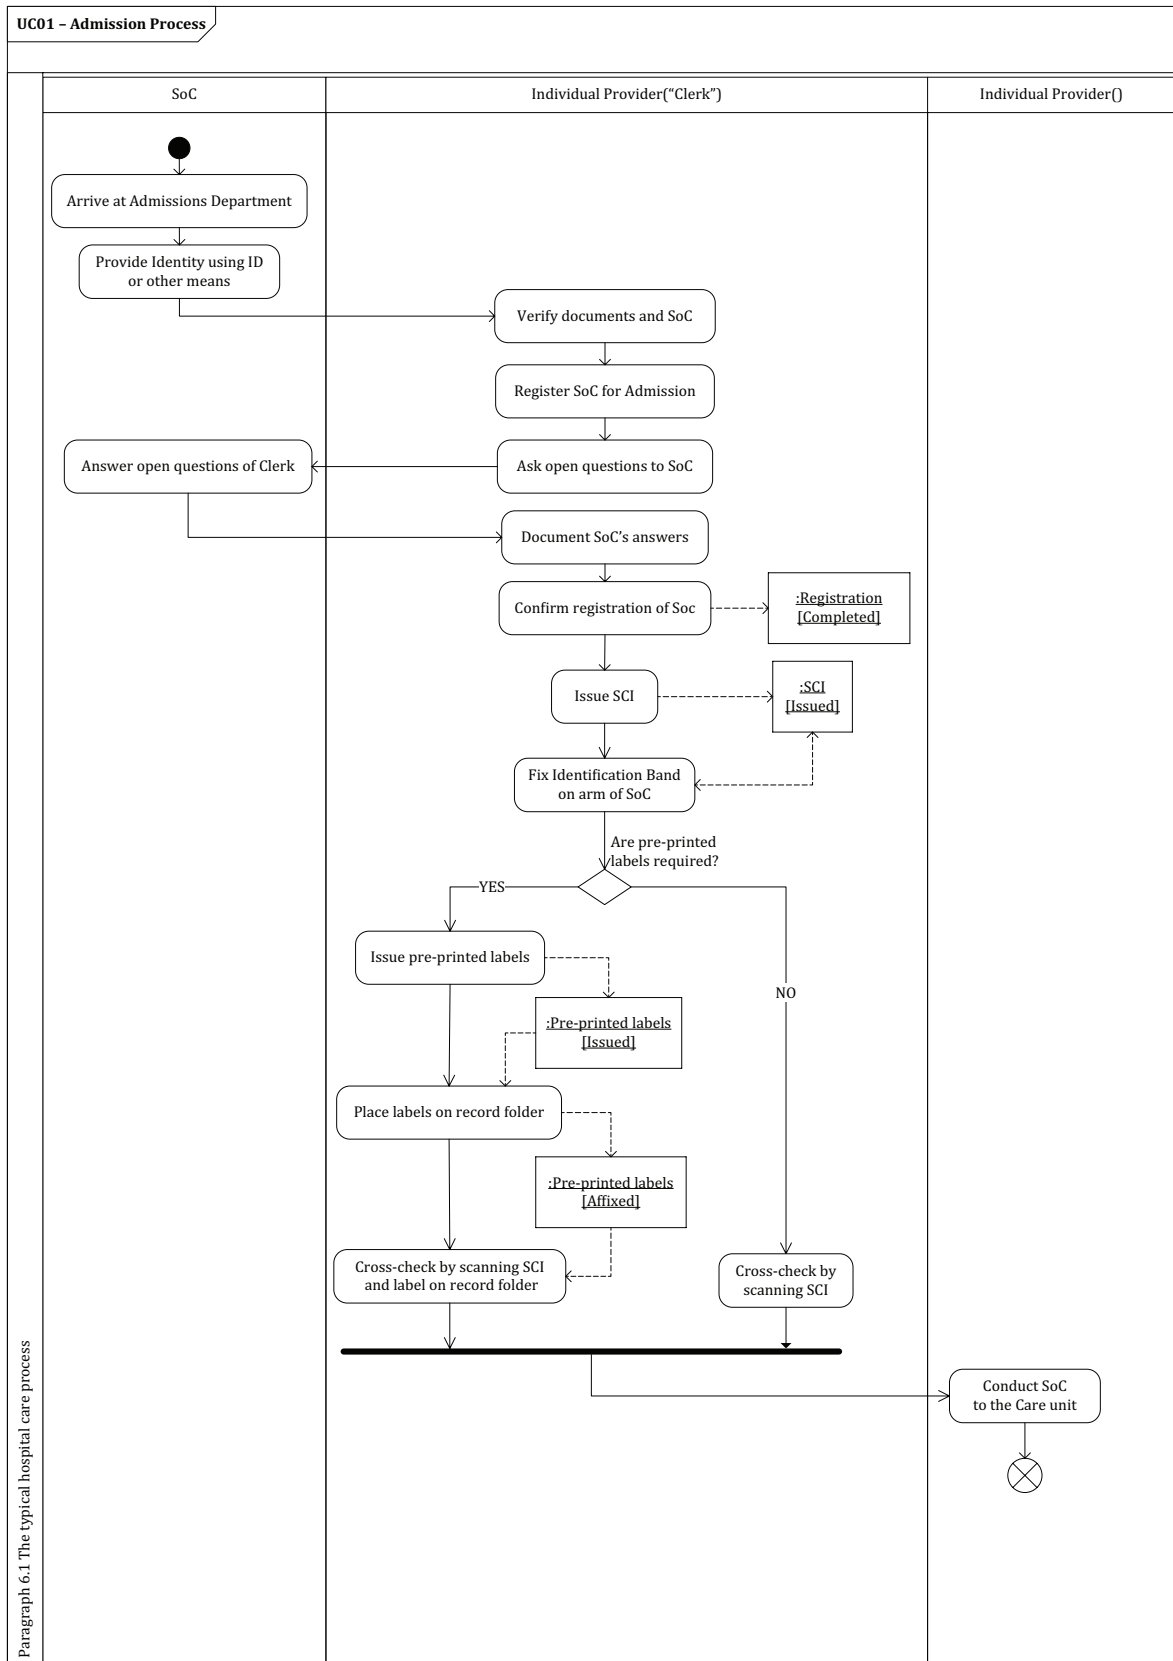 UC01 – Admission Process
SoC
Individual Provider(“Clerk”)
Individual Provider()
Arrive at Admissions Department
Provide Identity using ID
or other means
Verify documents and SoC
Register SoC for Admission
Ask open questions to SoC
Answer open questions of Clerk
Document SoC’s answers
Confirm registration of Soc
:Registration
[Completed]
Issue SCI
:SCI
[Issued]
Fix Identification Band
on arm of SoC
Are pre-printed
labels required?
YES
NO
Issue pre-printed labels
:Pre-printed labels
[Issued]
Place labels on record folder
:Pre-printed labels
[Affixed]
Cross-check by scanning SCI
and label on record folder
Cross-check by
scanning SCI
Conduct SoC
to the Care unit
Paragraph 6.1 The typical hospital care process